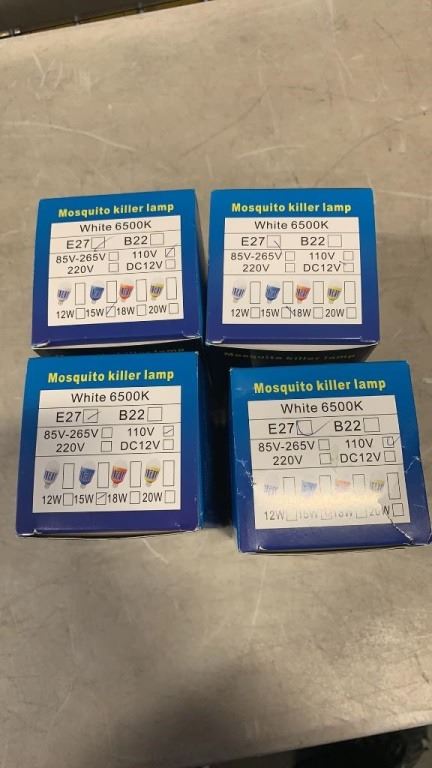 Mosquito killer lamp
White 6500K
E27 B22
85V-265V 110V
220V DC12V
12W 15W 18W 20W
Mosquito killer lamp
White 6500K
E27 B22
85V-265V 110V
220V DC12V
12W 15W 18W 20W
Mosquito killer lamp
Mosquito killer lamp
White 6500K
E27 B22
85V-265V 110V
220V DC12V
12W 15W 18W 20W
Mosquito killer lamp
White 6500K
E27 B22
85V-265V 110V
220V DC12V
12W 15W 18W 20W